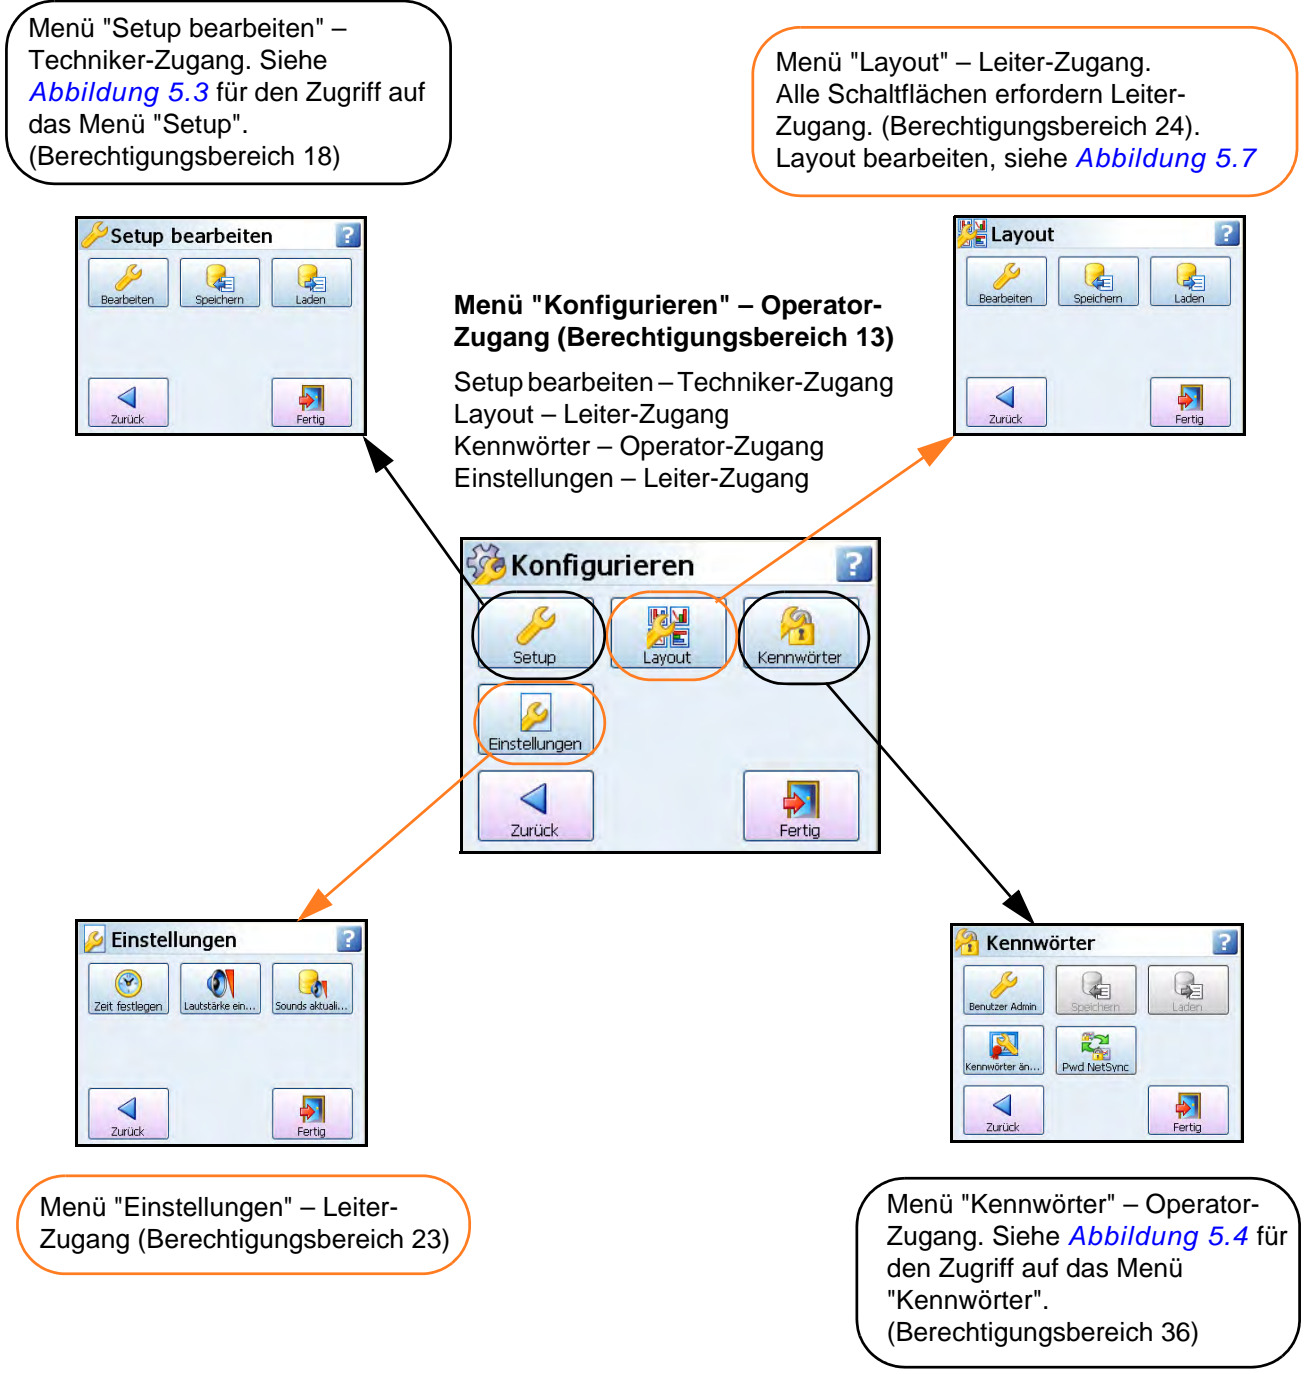 Menü "Setup bearbeiten" –
Techniker-Zugang. Siehe
Abbildung 5.3 für den Zugriff auf
das Menü "Setup".
(Berechtigungsbereich 18)
Menü "Layout" – Leiter-Zugang.
Alle Schaltflächen erfordern Leiter-
Zugang. (Berechtigungsbereich 24).
Layout bearbeiten, siehe Abbildung 5.7
Setup bearbeiten ?
Bearbeiten Speichern Laden
Zurück Fertig
Layout ?
Bearbeiten Speichern Laden
Zurück Fertig
Menü "Konfigurieren" – Operator-
Zugang (Berechtigungsbereich 13)
Setup bearbeiten – Techniker-Zugang
Layout – Leiter-Zugang
Kennwörter – Operator-Zugang
Einstellungen – Leiter-Zugang
Konfigurieren ?
Setup Layout Kennwörter
Einstellungen
Zurück Fertig
Einstellungen ?
Zeit festlegen Lautstärke ein... Sounds aktuali...
Zurück Fertig
Kennwörter ?
Benutzer Admin Speichern Laden
Kennwörter än... Pwd NetSync
Zurück Fertig
Menü "Einstellungen" – Leiter-
Zugang (Berechtigungsbereich 23)
Menü "Kennwörter" – Operator-
Zugang. Siehe Abbildung 5.4 für
den Zugriff auf das Menü
"Kennwörter".
(Berechtigungsbereich 36)